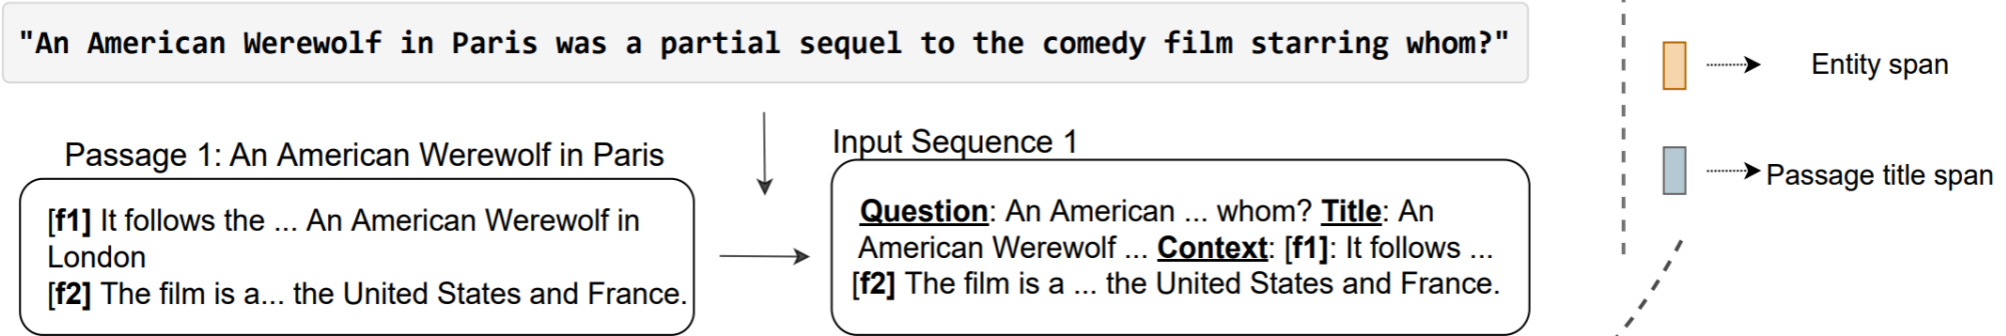 "An American Werewolf in Paris was a partial sequel to the comedy film starring whom?"
Passage 1: An American Werewolf in Paris
[f1] It follows the ... An American Werewolf in
London
[f2] The film is a... the United States and France.
Input Sequence 1
Question: An American ... whom? Title: An
American Werewolf ... Context: [f1]: It follows ...
[f2] The film is a ... the United States and France.
Entity span
Passage title span